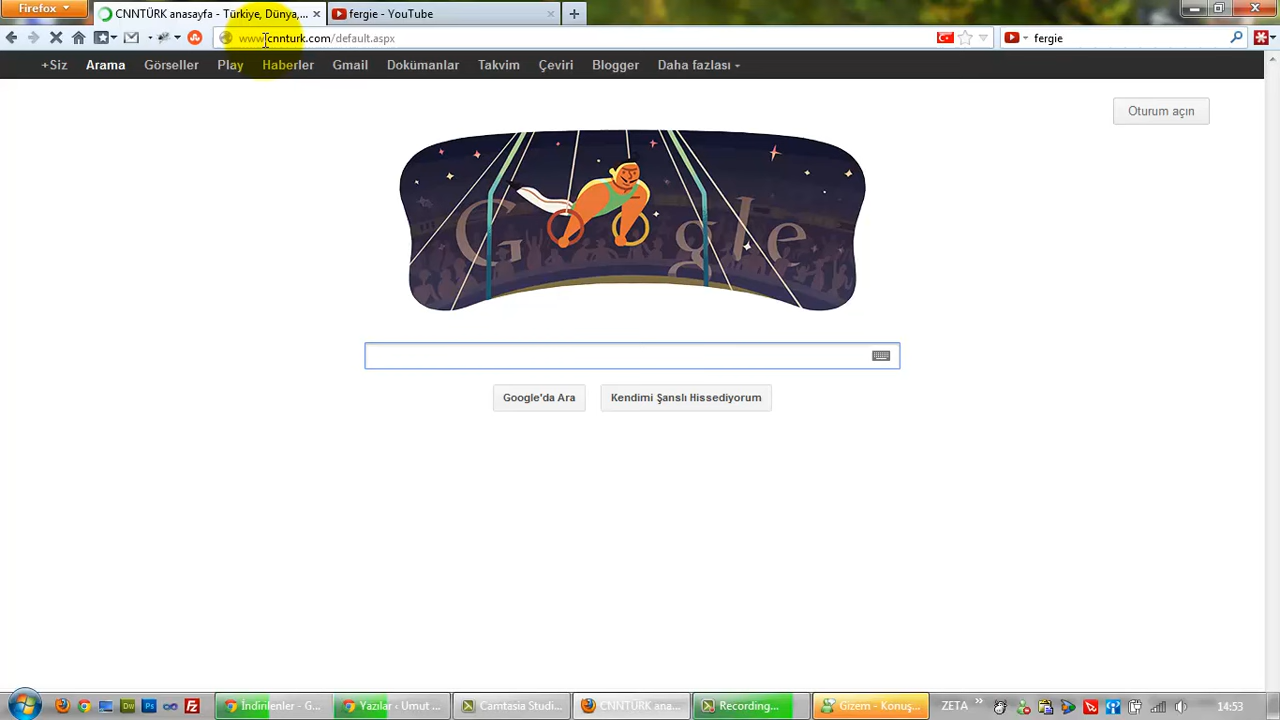 Firefox
CNNTÜRK anasayfa - Türkiye, Dünya,...
fergie - YouTube
www.cnnturk.com/default.aspx
fergie
+Siz Arama Görseller Play Haberler Gmail Dokümanlar Takvim Çeviri Blogger Daha fazlası
Oturum açın
Google
Google'da Ara
Kendimi Şanslı Hissediyorum
İndirilenler - G...
Yazılar ‹ Umut ...
Camtasia Studi...
CNNTÜRK ana...
Recording...
Gizem - Konuş...
ZETA
14:53